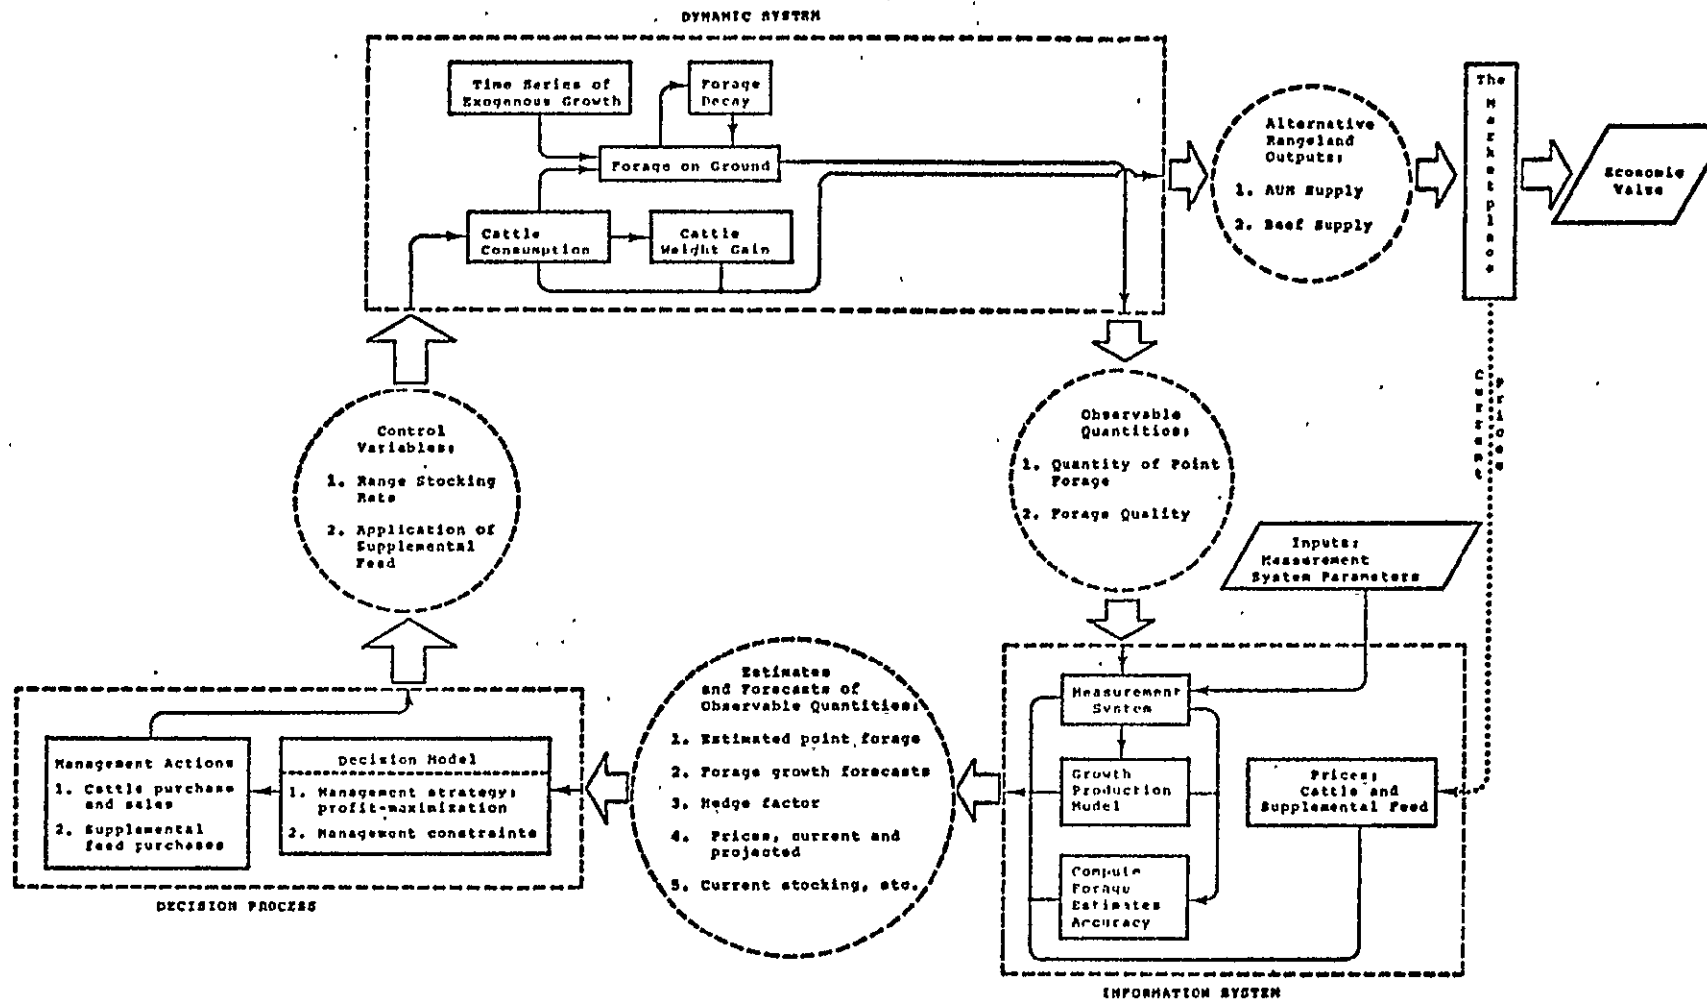 DYNAMIC SYSTEM
Time Series of
Exogenous Growth
Forage
Decay
Forage on Ground
Cattle
Consumption
Cattle
Weight Gain
Alternative
Rangeland
Outputs:
1. AUM Supply
2. Beef Supply
The
Marketplace
Economic
Value
Current
Prices
Control
Variables:
1. Range Stocking
Rate
2. Application of
Supplemental
Feed
Observable
Quantities:
1. Quantity of Point
Forage
2. Forage Quality
Inputs:
Measurement
System Parameters
Management Actions
1. Cattle purchase
and sales
2. Supplemental
feed purchases
Decision Model
1. Management strategy:
profit-maximization
2. Management constraints
DECISION PROCESS
Estimates
and Forecasts of
Observable Quantities:
1. Estimated point forage
2. Forage growth forecasts
3. Hedge factor
4. Prices, current and
projected
5. Current stocking, etc.
Measurement
System
Growth
Production
Model
Compute
Forage
Estimates
Accuracy
Prices:
Cattle and
Supplemental Feed
INFORMATION SYSTEM